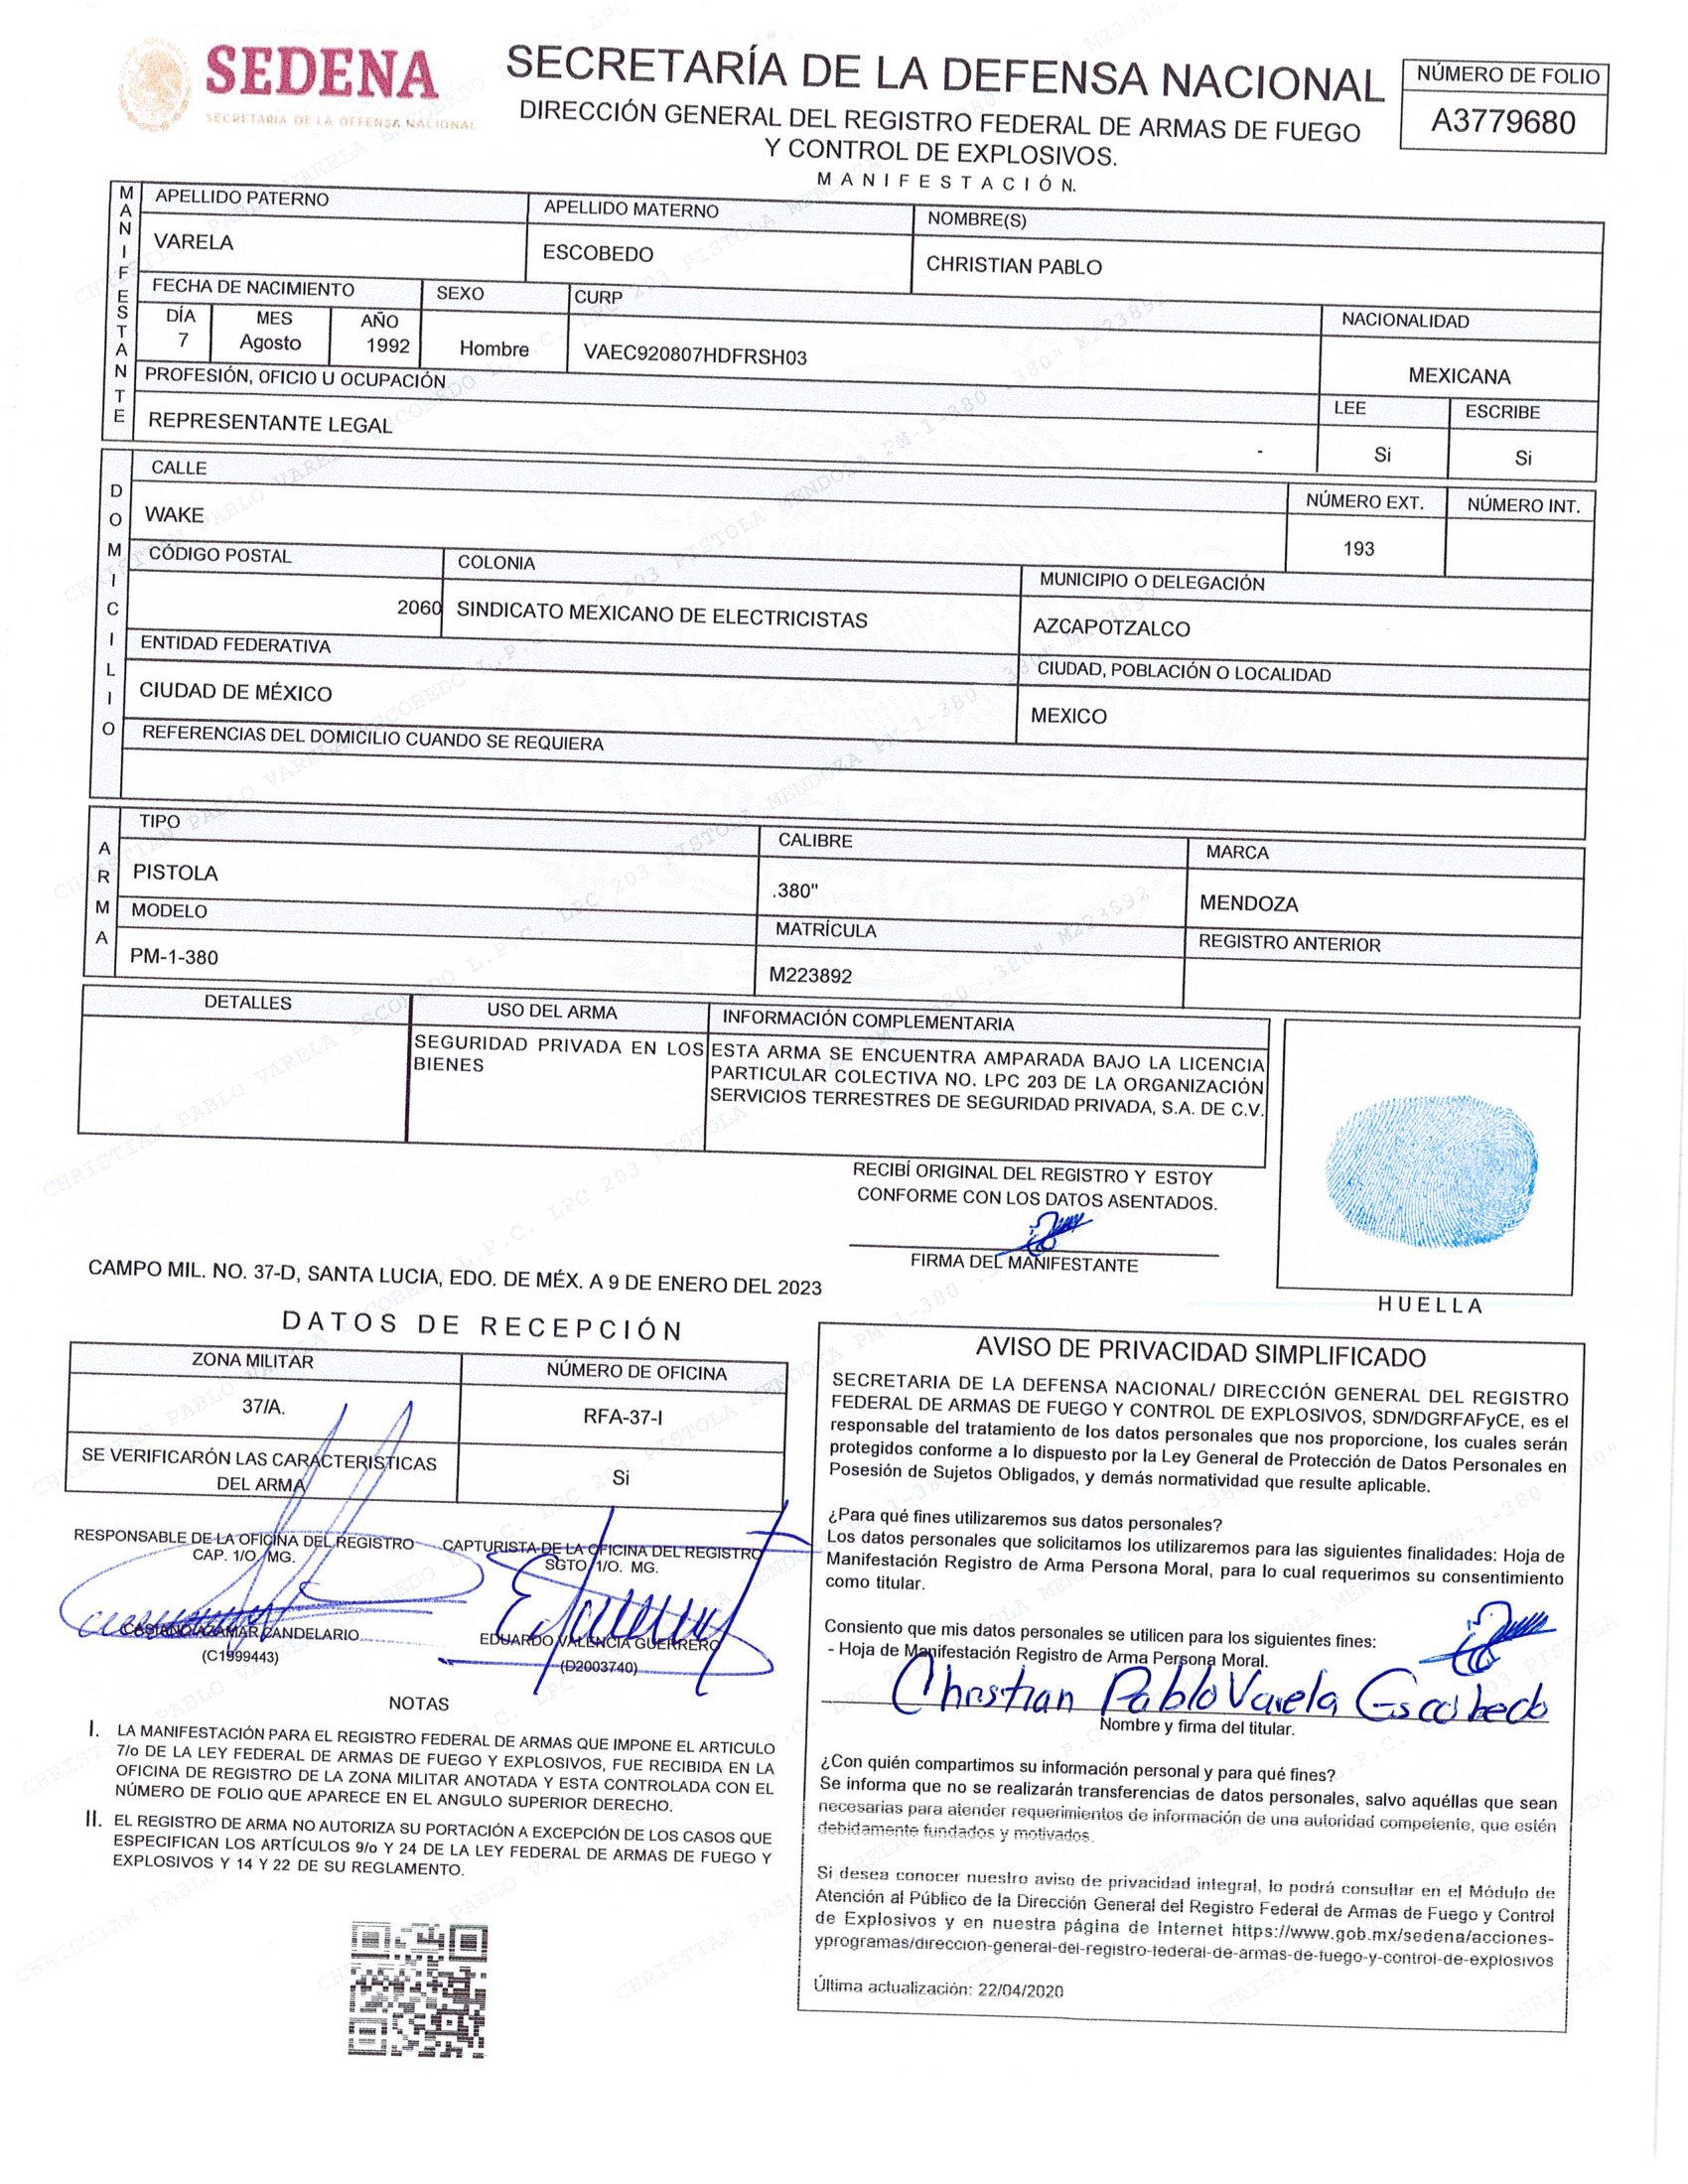 SEDENA
SECRETARÍA DE LA DEFENSA NACIONAL
SECRETARÍA DE LA DEFENSA NACIONAL
DIRECCIÓN GENERAL DEL REGISTRO FEDERAL DE ARMAS DE FUEGO
Y CONTROL DE EXPLOSIVOS.
MANIFESTACIÓN.
NÚMERO DE FOLIO
A3779680
MANIFESTANTE
APELLIDO PATERNO APELLIDO MATERNO NOMBRE(S)
VARELA ESCOBEDO CHRISTIAN PABLO
FECHA DE NACIMIENTO SEXO CURP NACIONALIDAD
DÍA MES AÑO
7 Agosto 1992 Hombre VAEC920807HDFRSH03 MEXICANA
PROFESIÓN, OFICIO U OCUPACIÓN LEE ESCRIBE
REPRESENTANTE LEGAL - Si Si
DOMICILIO
CALLE NÚMERO EXT. NÚMERO INT.
WAKE 193
CÓDIGO POSTAL COLONIA MUNICIPIO O DELEGACIÓN
2060 SINDICATO MEXICANO DE ELECTRICISTAS AZCAPOTZALCO
ENTIDAD FEDERATIVA CIUDAD, POBLACIÓN O LOCALIDAD
CIUDAD DE MÉXICO MEXICO
REFERENCIAS DEL DOMICILIO CUANDO SE REQUIERA
ARMA
TIPO CALIBRE MARCA
PISTOLA .380" MENDOZA
MODELO MATRÍCULA REGISTRO ANTERIOR
PM-1-380 M223892
DETALLES USO DEL ARMA INFORMACIÓN COMPLEMENTARIA
SEGURIDAD PRIVADA EN LOS
BIENES
ESTA ARMA SE ENCUENTRA AMPARADA BAJO LA LICENCIA
PARTICULAR COLECTIVA NO. LPC 203 DE LA ORGANIZACIÓN
SERVICIOS TERRESTRES DE SEGURIDAD PRIVADA, S.A. DE C.V.
RECIBÍ ORIGINAL DEL REGISTRO Y ESTOY
CONFORME CON LOS DATOS ASENTADOS.
FIRMA DEL MANIFESTANTE
HUELLA
CAMPO MIL. NO. 37-D, SANTA LUCIA, EDO. DE MÉX. A 9 DE ENERO DEL 2023
DATOS DE RECEPCIÓN
ZONA MILITAR NÚMERO DE OFICINA
37/A. RFA-37-I
SE VERIFICARÓN LAS CARACTERISTICAS
DEL ARMA
Si
RESPONSABLE DE LA OFICINA DEL REGISTRO
CAP. 1/O. MG.
CANDELARIO
(C1999443)
CAPTURISTA DE LA OFICINA DEL REGISTRO
SGTO. 1/O. MG.
EDUARDO VALENCIA GUERRERO
(D2003740)
NOTAS
I. LA MANIFESTACIÓN PARA EL REGISTRO FEDERAL DE ARMAS QUE IMPONE EL ARTICULO
7/o DE LA LEY FEDERAL DE ARMAS DE FUEGO Y EXPLOSIVOS, FUE RECIBIDA EN LA
OFICINA DE REGISTRO DE LA ZONA MILITAR ANOTADA Y ESTA CONTROLADA CON EL
NÚMERO DE FOLIO QUE APARECE EN EL ANGULO SUPERIOR DERECHO.
II. EL REGISTRO DE ARMA NO AUTORIZA SU PORTACIÓN A EXCEPCIÓN DE LOS CASOS QUE
ESPECIFICAN LOS ARTÍCULOS 9/o Y 24 DE LA LEY FEDERAL DE ARMAS DE FUEGO Y
EXPLOSIVOS Y 14 Y 22 DE SU REGLAMENTO.
AVISO DE PRIVACIDAD SIMPLIFICADO
SECRETARIA DE LA DEFENSA NACIONAL/ DIRECCIÓN GENERAL DEL REGISTRO
FEDERAL DE ARMAS DE FUEGO Y CONTROL DE EXPLOSIVOS, SDN/DGRFAFyCE, es el
responsable del tratamiento de los datos personales que nos proporcione, los cuales serán
protegidos conforme a lo dispuesto por la Ley General de Protección de Datos Personales en
Posesión de Sujetos Obligados, y demás normatividad que resulte aplicable.
¿Para qué fines utilizaremos sus datos personales?
Los datos personales que solicitamos los utilizaremos para las siguientes finalidades: Hoja de
Manifestación Registro de Arma Persona Moral, para lo cual requerimos su consentimiento
como titular.
Consiento que mis datos personales se utilicen para los siguientes fines:
- Hoja de Manifestación Registro de Arma Persona Moral.
Christian Pablo Varela Escobedo
Nombre y firma del titular.
¿Con quién compartimos su información personal y para qué fines?
Se informa que no se realizarán transferencias de datos personales, salvo aquéllas que sean
necesarias para atender requerimientos de información de una autoridad competente, que estén
debidamente fundados y motivados.
Si desea conocer nuestro aviso de privacidad integral, lo podrá consultar en el Módulo de
Atención al Público de la Dirección General del Registro Federal de Armas de Fuego y Control
de Explosivos y en nuestra página de Internet https://www.gob.mx/sedena/acciones-
yprogramas/direccion-general-del-registro-federal-de-armas-de-fuego-y-control-de-explosivos
Última actualización: 22/04/2020